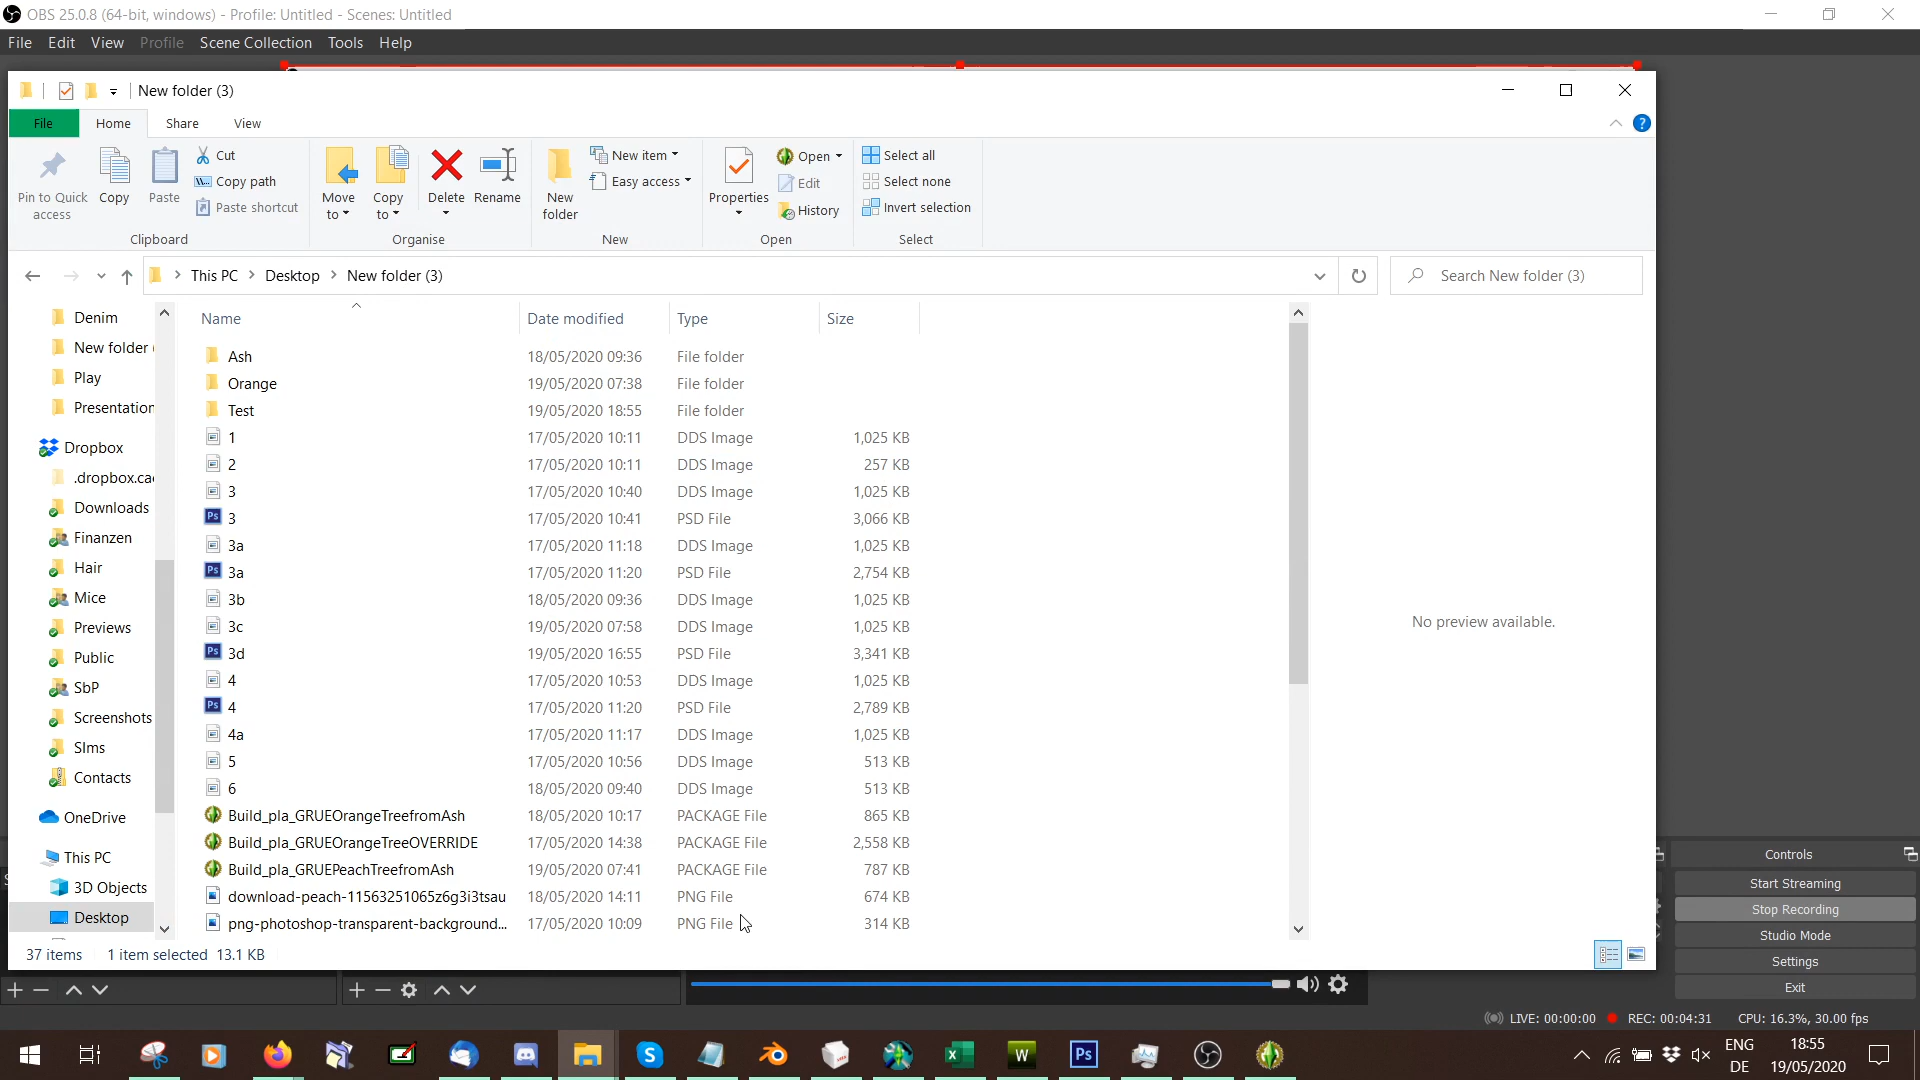 OBS 25.0.8 (64-bit, windows) - Profile: Untitled - Scenes: Untitled
File Edit View Profile Scene Collection Tools Help
New folder (3)
File Home Share View
Pin to Quick access
Copy
Paste
Cut
Copy path
Paste shortcut
Clipboard
Move to
Copy to
Delete
Rename
Organise
New folder
New item
Easy access
New
Properties
Open
Edit
History
Open
Select all
Select none
Invert selection
Select
This PC > Desktop > New folder (3)
Search New folder (3)
Denim
New folder (
Play
Presentation
Dropbox
.dropbox.cac
Downloads
Finanzen
Hair
Mice
Previews
Public
SbP
Screenshots
SIms
Contacts
OneDrive
This PC
3D Objects
Desktop
Name Date modified Type Size
Ash 18/05/2020 09:36 File folder
Orange 19/05/2020 07:38 File folder
Test 19/05/2020 18:55 File folder
1 17/05/2020 10:11 DDS Image 1,025 KB
2 17/05/2020 10:11 DDS Image 257 KB
3 17/05/2020 10:40 DDS Image 1,025 KB
Ps 3 17/05/2020 10:41 PSD File 3,066 KB
3a 17/05/2020 11:18 DDS Image 1,025 KB
Ps 3a 17/05/2020 11:20 PSD File 2,754 KB
3b 18/05/2020 09:36 DDS Image 1,025 KB
3c 19/05/2020 07:58 DDS Image 1,025 KB
Ps 3d 19/05/2020 16:55 PSD File 3,341 KB
4 17/05/2020 10:53 DDS Image 1,025 KB
Ps 4 17/05/2020 11:20 PSD File 2,789 KB
4a 17/05/2020 11:17 DDS Image 1,025 KB
5 17/05/2020 10:56 DDS Image 513 KB
6 18/05/2020 09:40 DDS Image 513 KB
Build_pla_GRUEOrangeTreefromAsh 18/05/2020 10:17 PACKAGE File 865 KB
Build_pla_GRUEOrangeTreeOVERRIDE 17/05/2020 14:38 PACKAGE File 2,558 KB
Build_pla_GRUEPeachTreefromAsh 19/05/2020 07:41 PACKAGE File 787 KB
download-peach-11563251065z6g3i3tsau 18/05/2020 14:11 PNG File 674 KB
png-photoshop-transparent-background... 17/05/2020 10:09 PNG File 314 KB
No preview available.
37 items 1 item selected 13.1 KB
Controls
Start Streaming
Stop Recording
Studio Mode
Settings
Exit
LIVE: 00:00:00 REC: 00:04:31 CPU: 16.3%, 30.00 fps
ENG
DE
18:55
19/05/2020